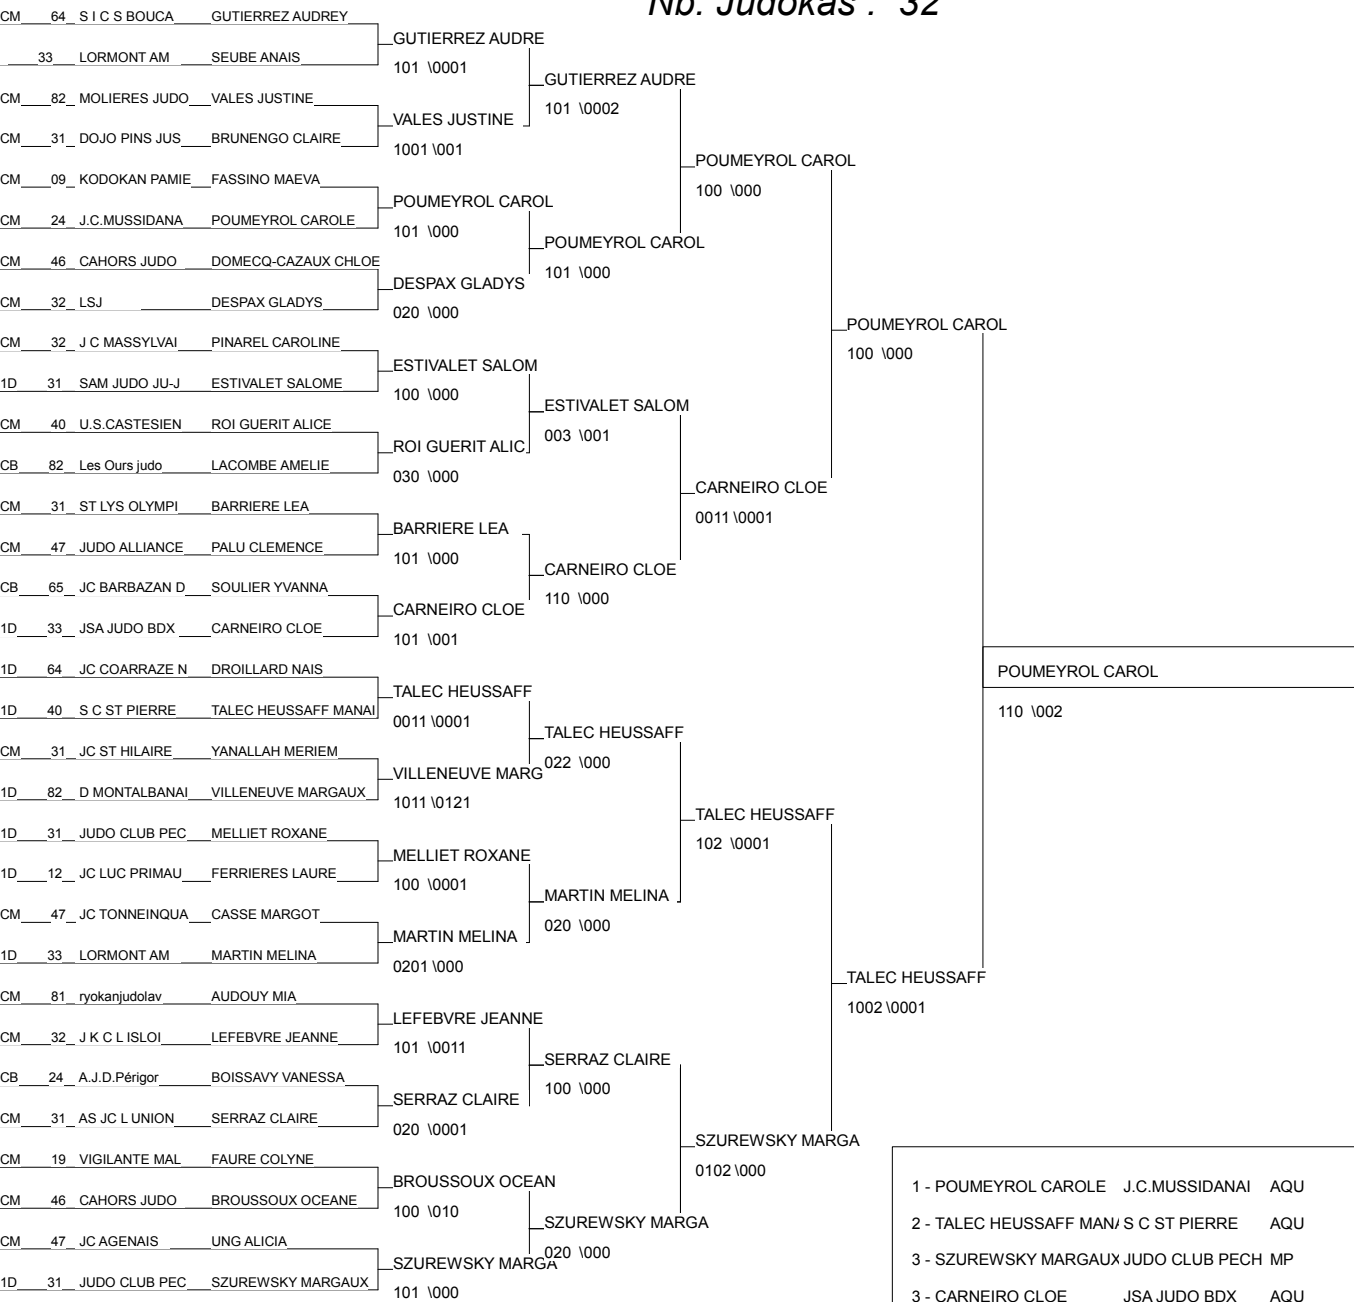 Nb. Judokas : 32
CM 64 S I C S BOUCA GUTIERREZ AUDREY
33 LORMONT AM SEUBE ANAIS
CM 82 MOLIERES JUDO VALES JUSTINE
CM 31 DOJO PINS JUS BRUNENGO CLAIRE
CM 09 KODOKAN PAMIE FASSINO MAEVA
CM 24 J.C.MUSSIDANA POUMEYROL CAROLE
CM 46 CAHORS JUDO DOMECQ-CAZAUX CHLOE
CM 32 LSJ DESPAX GLADYS
CM 32 J C MASSYLVAI PINAREL CAROLINE
1D 31 SAM JUDO JU-J ESTIVALET SALOME
CM 40 U.S.CASTESIEN ROI GUERIT ALICE
CB 82 Les Ours judo LACOMBE AMELIE
CM 31 ST LYS OLYMPI BARRIERE LEA
CM 47 JUDO ALLIANCE PALU CLEMENCE
CB 65 JC BARBAZAN D SOULIER YVANNA
1D 33 JSA JUDO BDX CARNEIRO CLOE
1D 64 JC COARRAZE N DROILLARD NAIS
1D 40 S C ST PIERRE TALEC HEUSSAFF MANAI
CM 31 JC ST HILAIRE YANALLAH MERIEM
1D 82 D MONTALBANAI VILLENEUVE MARGAUX
1D 31 JUDO CLUB PEC MELLIET ROXANE
1D 12 JC LUC PRIMAU FERRIERES LAURE
CM 47 JC TONNEINQUA CASSE MARGOT
1D 33 LORMONT AM MARTIN MELINA
CM 81 ryokanjudolav AUDOUY MIA
CM 32 J K C L ISLOI LEFEBVRE JEANNE
CB 24 A.J.D.Périgor BOISSAVY VANESSA
CM 31 AS JC L UNION SERRAZ CLAIRE
CM 19 VIGILANTE MAL FAURE COLYNE
CM 46 CAHORS JUDO BROUSSOUX OCEANE
CM 47 JC AGENAIS UNG ALICIA
1D 31 JUDO CLUB PEC SZUREWSKY MARGAUX
GUTIERREZ AUDRE
101 \0001
VALES JUSTINE
1001 \001
POUMEYROL CAROL
101 \000
DESPAX GLADYS
020 \000
ESTIVALET SALOM
100 \000
ROI GUERIT ALIC
030 \000
BARRIERE LEA
101 \000
CARNEIRO CLOE
101 \001
TALEC HEUSSAFF
0011 \0001
VILLENEUVE MARG
1011 \0121
MELLIET ROXANE
100 \0001
MARTIN MELINA
0201 \000
LEFEBVRE JEANNE
101 \0011
SERRAZ CLAIRE
020 \0001
BROUSSOUX OCEAN
100 \010
SZUREWSKY MARGA
101 \000
GUTIERREZ AUDRE
101 \0002
POUMEYROL CAROL
101 \000
ESTIVALET SALOM
003 \001
CARNEIRO CLOE
110 \000
TALEC HEUSSAFF
022 \000
MARTIN MELINA
020 \000
SERRAZ CLAIRE
100 \000
SZUREWSKY MARGA
020 \000
POUMEYROL CAROL
100 \000
CARNEIRO CLOE
0011 \0001
TALEC HEUSSAFF
102 \0001
SZUREWSKY MARGA
0102 \000
POUMEYROL CAROL
100 \000
TALEC HEUSSAFF
1002 \0001
POUMEYROL CAROL
110 \002
1 - POUMEYROL CAROLE J.C.MUSSIDANAI AQU
2 - TALEC HEUSSAFF MANA S C ST PIERRE AQU
3 - SZUREWSKY MARGAUX JUDO CLUB PECH MP
3 - CARNEIRO CLOE JSA JUDO BDX AQU